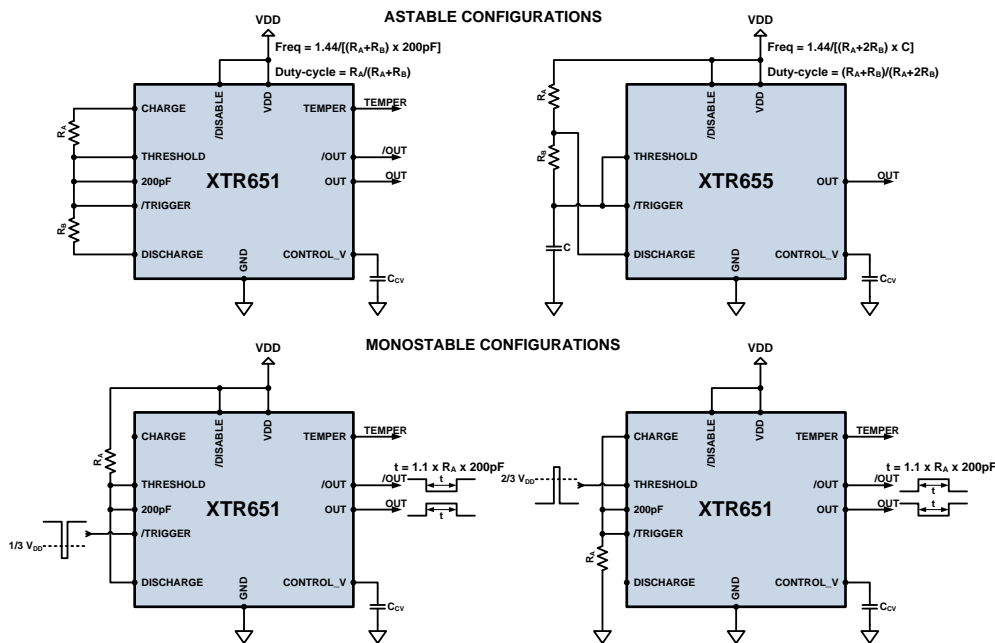 ASTABLE CONFIGURATIONS
VDD
Freq = 1.44/[(RA+RB) x 200pF]
Duty-cycle = RA/(RA+RB)
/DISABLE
VDD
CHARGE
TEMPER
TEMPER
RA
THRESHOLD
/OUT
/OUT
200pF
XTR651
OUT
OUT
/TRIGGER
RB
DISCHARGE
GND
CONTROL_V
CCV
VDD
Freq = 1.44/[(RA+2RB) x C]
Duty-cycle = (RA+RB)/(RA+2RB)
/DISABLE
VDD
RA
RB
THRESHOLD
XTR655
OUT
OUT
/TRIGGER
C
DISCHARGE
GND
CONTROL_V
CCV
MONOSTABLE CONFIGURATIONS
VDD
/DISABLE
VDD
CHARGE
TEMPER
TEMPER
RA
t = 1.1 x RA x 200pF
THRESHOLD
/OUT
/OUT
t
200pF
XTR651
OUT
OUT
t
/TRIGGER
1/3 VDD
DISCHARGE
GND
CONTROL_V
CCV
VDD
/DISABLE
VDD
CHARGE
TEMPER
TEMPER
t = 1.1 x RA x 200pF
2/3 VDD
THRESHOLD
/OUT
/OUT
t
200pF
XTR651
OUT
OUT
t
/TRIGGER
RA
DISCHARGE
GND
CONTROL_V
CCV